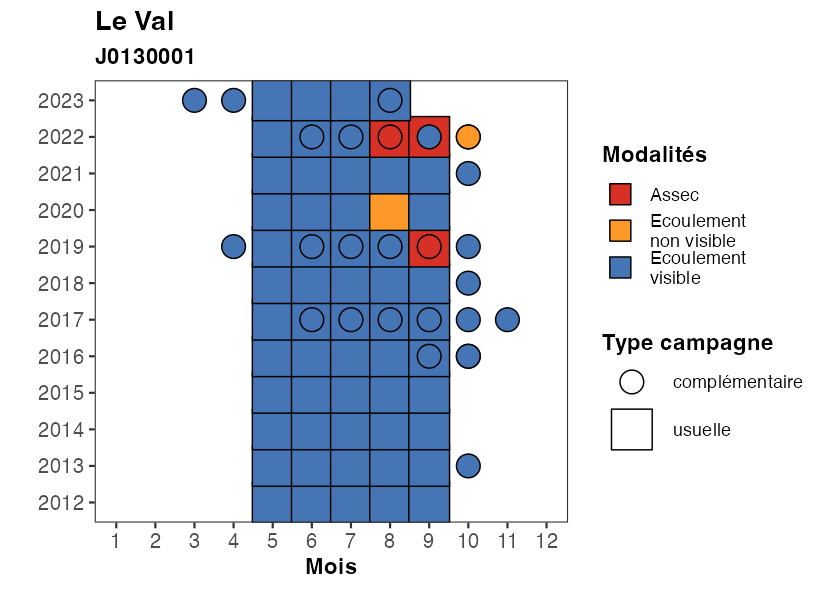 Le Val
J0130001
2023
2022
2021
2020
2019
2018
2017
2016
2015
2014
2013
2012
1 2 3 4 5 6 7 8 9 10 11 12
Mois
Modalités
Assec
Ecoulement
non visible
Ecoulement
visible
Type campagne
complémentaire
usuelle